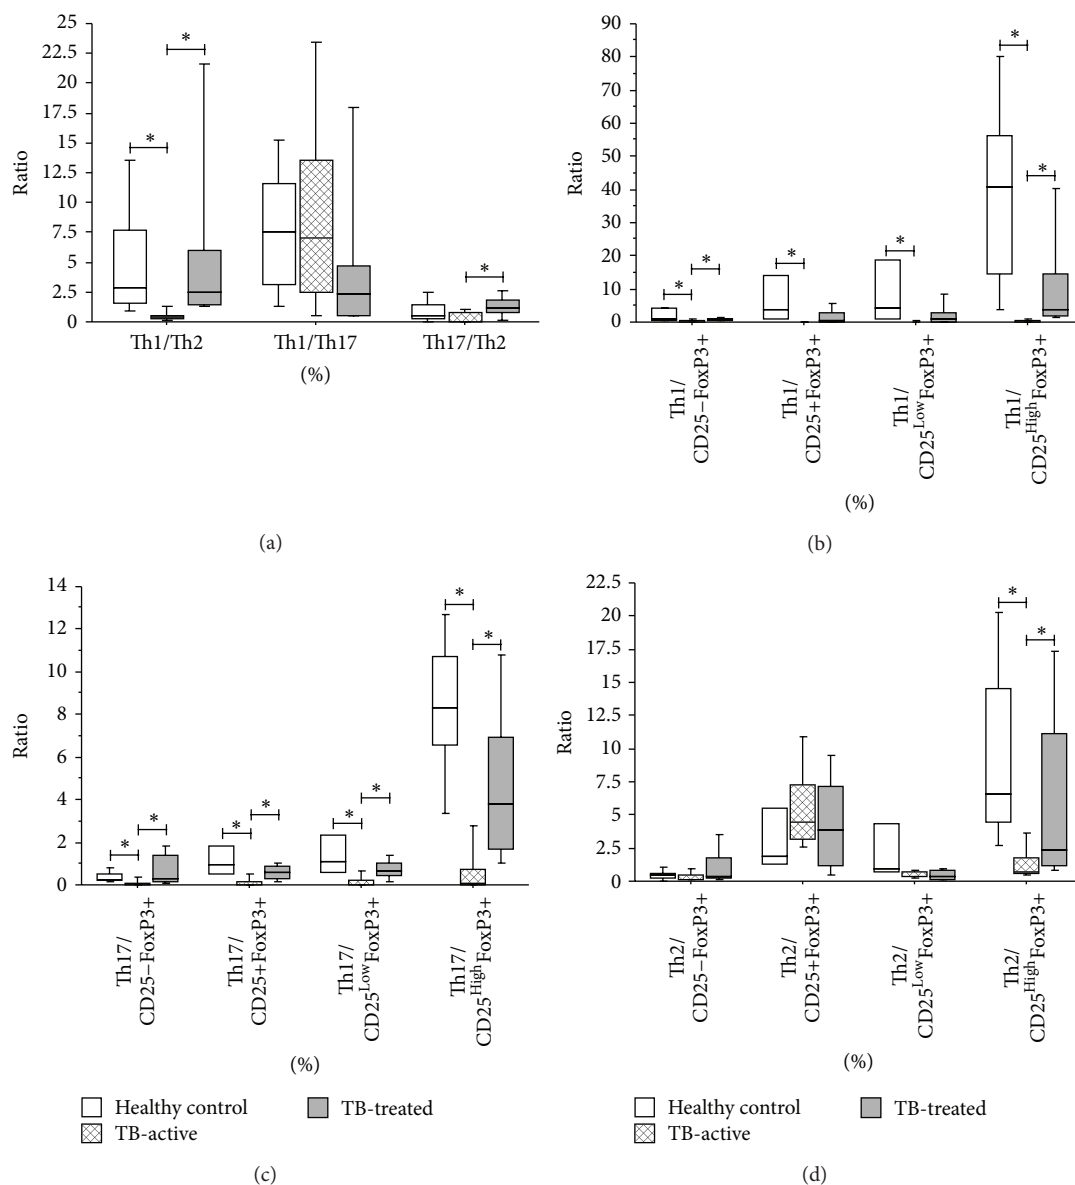 25
22.5
20
17.5
15
12.5
10
7.5
5
2.5
0
Ratio
* * *
Th1/Th2 Th1/Th17 Th17/Th2
(%)
(a)
90
80
70
60
50
40
30
20
10
0
Ratio
* * * * * *
Th1/
CD25−FoxP3+
Th1/
CD25+FoxP3+
Th1/
CD25LowFoxP3+
Th1/
CD25HighFoxP3+
(%)
(b)
14
12
10
8
6
4
2
0
Ratio
* * * * * * * *
Th17/
CD25−FoxP3+
Th17/
CD25+FoxP3+
Th17/
CD25LowFoxP3+
Th17/
CD25HighFoxP3+
(%)
Healthy control
TB-active
TB-treated
(c)
22.5
20
17.5
15
12.5
10
7.5
5
2.5
0
Ratio
* *
Th2/
CD25−FoxP3+
Th2/
CD25+FoxP3+
Th2/
CD25LowFoxP3+
Th2/
CD25HighFoxP3+
(%)
Healthy control
TB-active
TB-treated
(d)